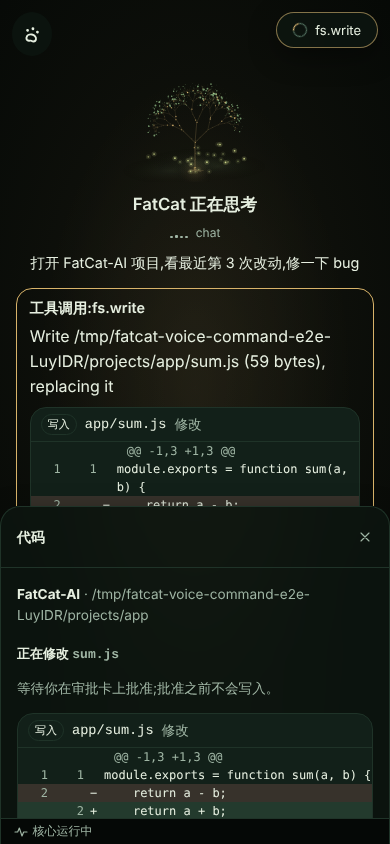 fs.write
FatCat 正在思考
chat
打开 FatCat-AI 项目,看最近第 3 次改动,修一下 bug
工具调用:fs.write
Write /tmp/fatcat-voice-command-e2e-
LuyIDR/projects/app/sum.js (59 bytes),
replacing it
写入 app/sum.js 修改
@@ -1,3 +1,3 @@
1 1 module.exports = function sum(a,
b) {
2 − return a - b;
代码
FatCat-AI · /tmp/fatcat-voice-command-e2e-
LuyIDR/projects/app
正在修改 sum.js
等待你在审批卡上批准;批准之前不会写入。
写入 app/sum.js 修改
@@ -1,3 +1,3 @@
1 1 module.exports = function sum(a, b) {
2 − return a - b;
2 + return a + b;
核心运行中